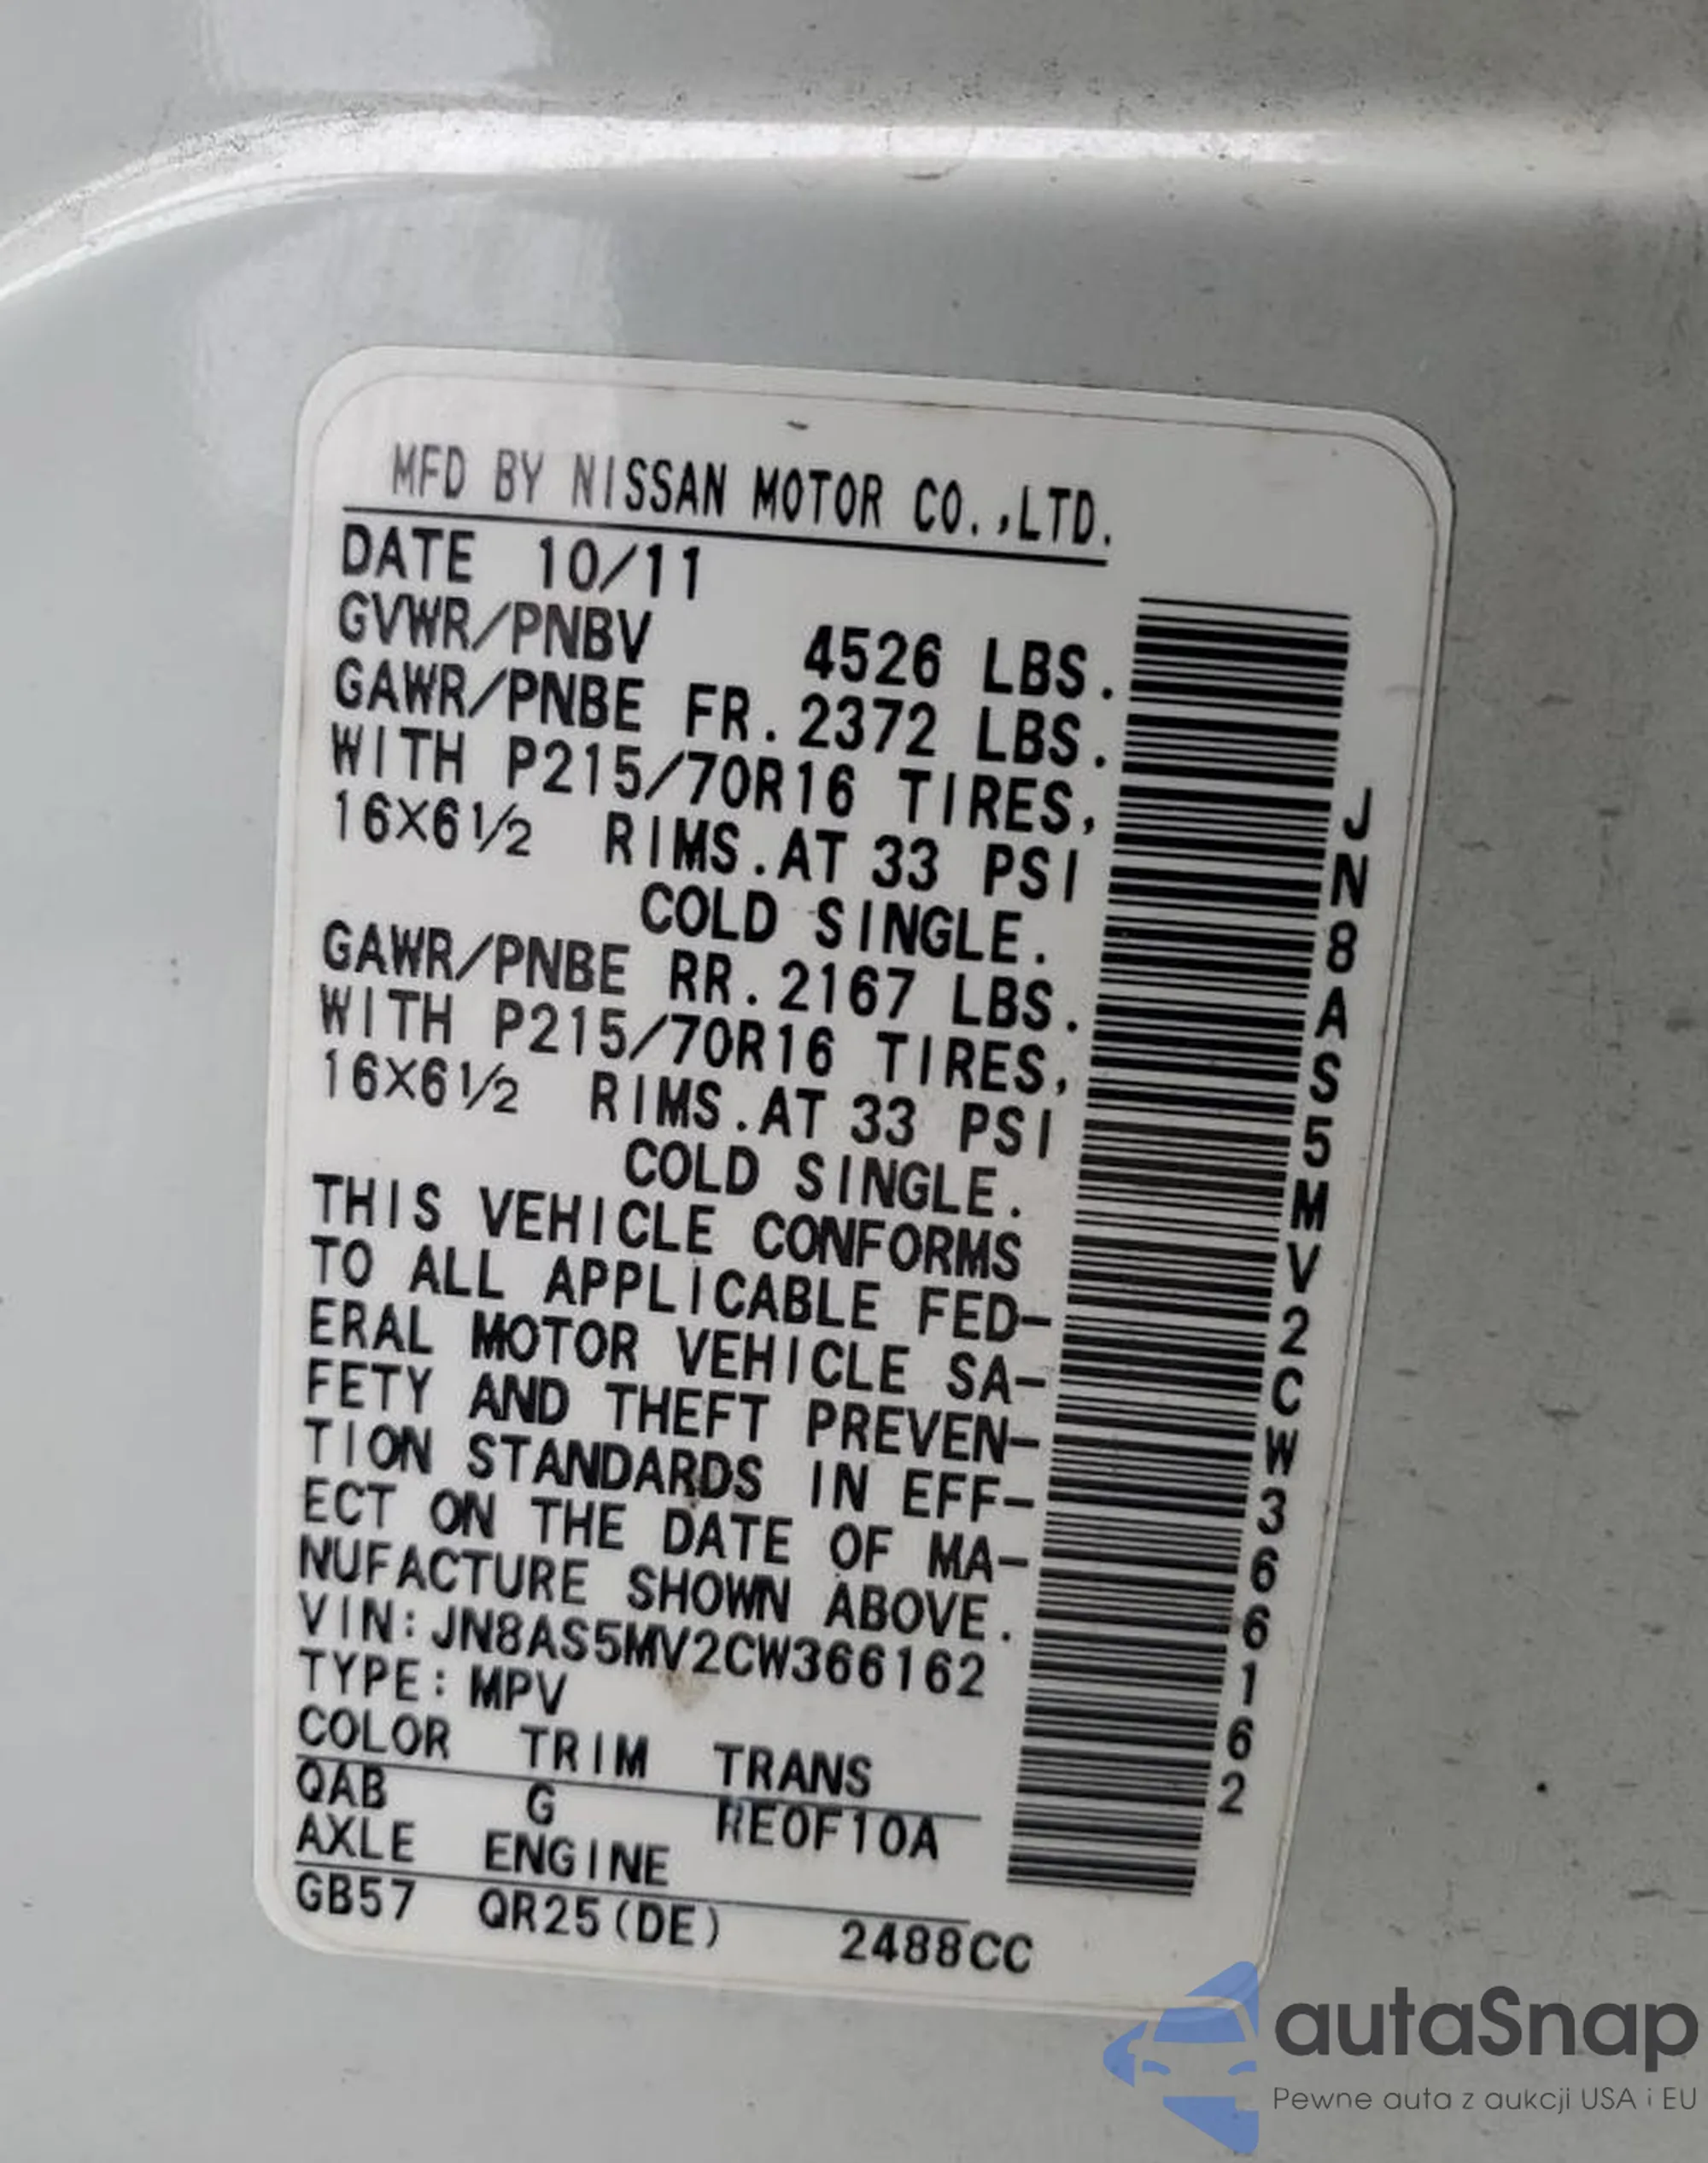 MFD BY NISSAN MOTOR CO.,LTD.
DATE 10/11
GVWR/PNBV 4526 LBS.
GAWR/PNBE FR.2372 LBS.
WITH P215/70R16 TIRES,
16X6 1/2 RIMS.AT 33 PSI
COLD SINGLE.
GAWR/PNBE RR.2167 LBS.
WITH P215/70R16 TIRES,
16X6 1/2 RIMS.AT 33 PSI
COLD SINGLE.
THIS VEHICLE CONFORMS
TO ALL APPLICABLE FED-
ERAL MOTOR VEHICLE SA-
FETY AND THEFT PREVEN-
TION STANDARDS IN EFF-
ECT ON THE DATE OF MA-
NUFACTURE SHOWN ABOVE.
VIN:JN8AS5MV2CW366162
TYPE:MPV
COLOR TRIM TRANS
QAB G RE0F10A
AXLE ENGINE
GB57 QR25(DE) 2488CC
JN8AS5MV2CW366162
autaSnap
Pewne auta z aukcji USA i EU